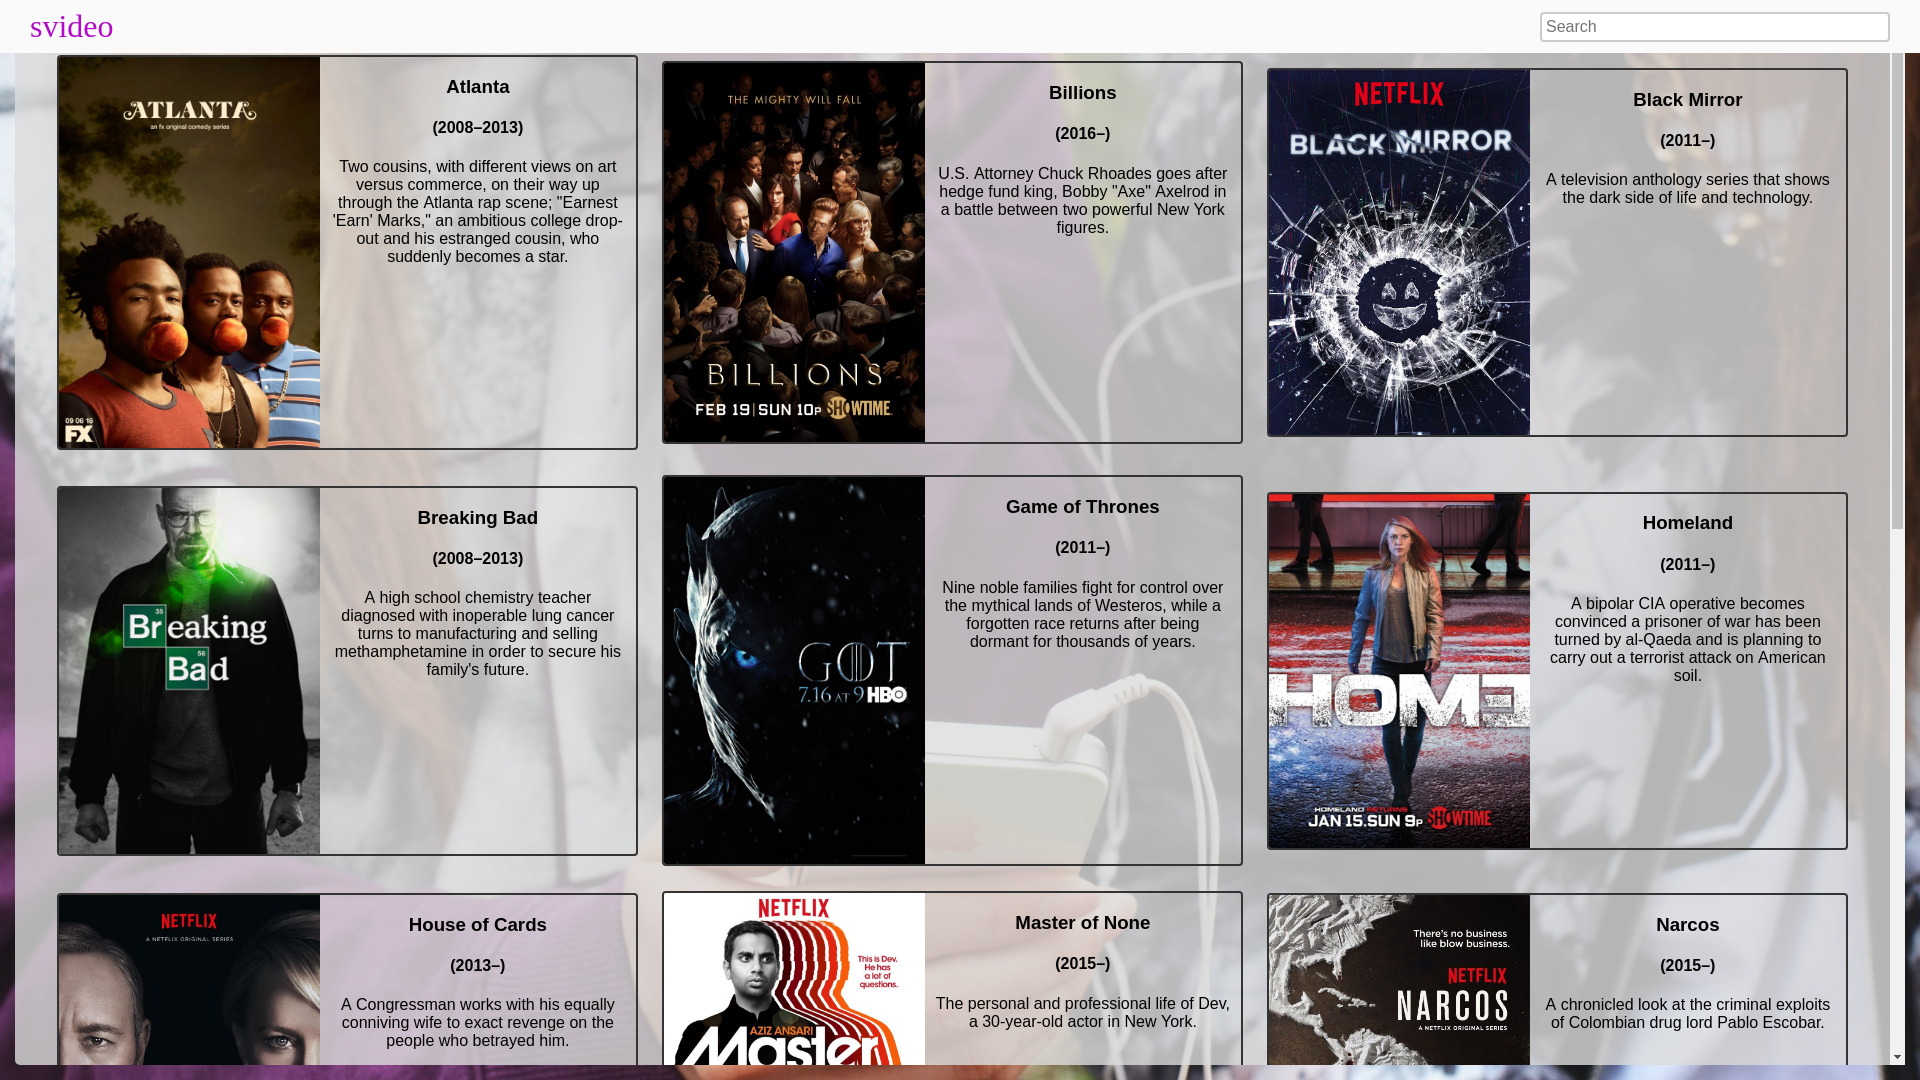 svideo
Search
ATLANTA
an fx original comedy series
09 06 16
FX
Atlanta
(2008–2013)
Two cousins, with different views on art
versus commerce, on their way up
through the Atlanta rap scene; "Earnest
'Earn' Marks," an ambitious college drop-
out and his estranged cousin, who
suddenly becomes a star.
THE MIGHTY WILL FALL
BILLIONS
FEB 19|SUN 10P SHOWTIME
Billions
(2016–)
U.S. Attorney Chuck Rhoades goes after
hedge fund king, Bobby "Axe" Axelrod in
a battle between two powerful New York
figures.
NETFLIX
BLACK MIRROR
Black Mirror
(2011–)
A television anthology series that shows
the dark side of life and technology.
35
Breaking
56
Bad
Breaking Bad
(2008–2013)
A high school chemistry teacher
diagnosed with inoperable lung cancer
turns to manufacturing and selling
methamphetamine in order to secure his
family's future.
GOT
7.16 AT 9 HBO
Game of Thrones
(2011–)
Nine noble families fight for control over
the mythical lands of Westeros, while a
forgotten race returns after being
dormant for thousands of years.
HOME
HOMELAND RETURNS
JAN 15.SUN 9P SHOWTIME
Homeland
(2011–)
A bipolar CIA operative becomes
convinced a prisoner of war has been
turned by al-Qaeda and is planning to
carry out a terrorist attack on American
soil.
NETFLIX
A NETFLIX ORIGINAL SERIES
House of Cards
(2013–)
A Congressman works with his equally
conniving wife to exact revenge on the
people who betrayed him.
NETFLIX
This is Dev.
He has
a lot of
questions.
AZIZ ANSARI
Master
Master of None
(2015–)
The personal and professional life of Dev,
a 30-year-old actor in New York.
There's no business
like blow business.
NETFLIX
NARCOS
A NETFLIX ORIGINAL SERIES
Narcos
(2015–)
A chronicled look at the criminal exploits
of Colombian drug lord Pablo Escobar.